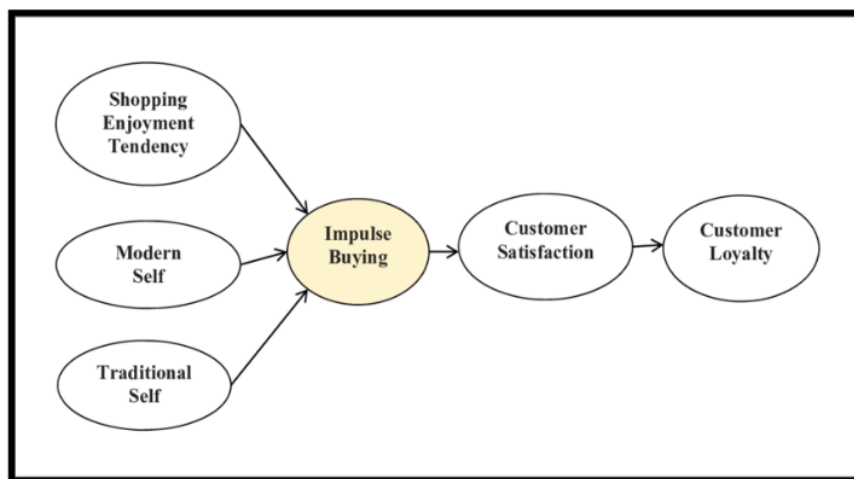 Shopping
Enjoyment
Tendency
Modern
Self
Traditional
Self
Impulse
Buying
Customer
Satisfaction
Customer
Loyalty